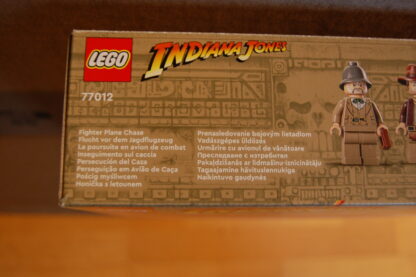 LEGO
INDIANA JONES
77012
Fighter Plane Chase
Flucht vor dem Jagdflugzeug
La poursuite en avion de combat
Inseguimento sul caccia
Persecución del Caza
Perseguição em Avião de Caça
Pościg myśliwcem
Honička s letounem
Prenasledovanie bojovým lietadlom
Vadászgépes üldözés
Urmărire cu avionul de vânătoare
Преследване с изтребител
Pakaļdzīšanās ar lidmašīnu-iznīcinātāju
Tagaajamine hävituslennukiga
Naikintuvo gaudynės